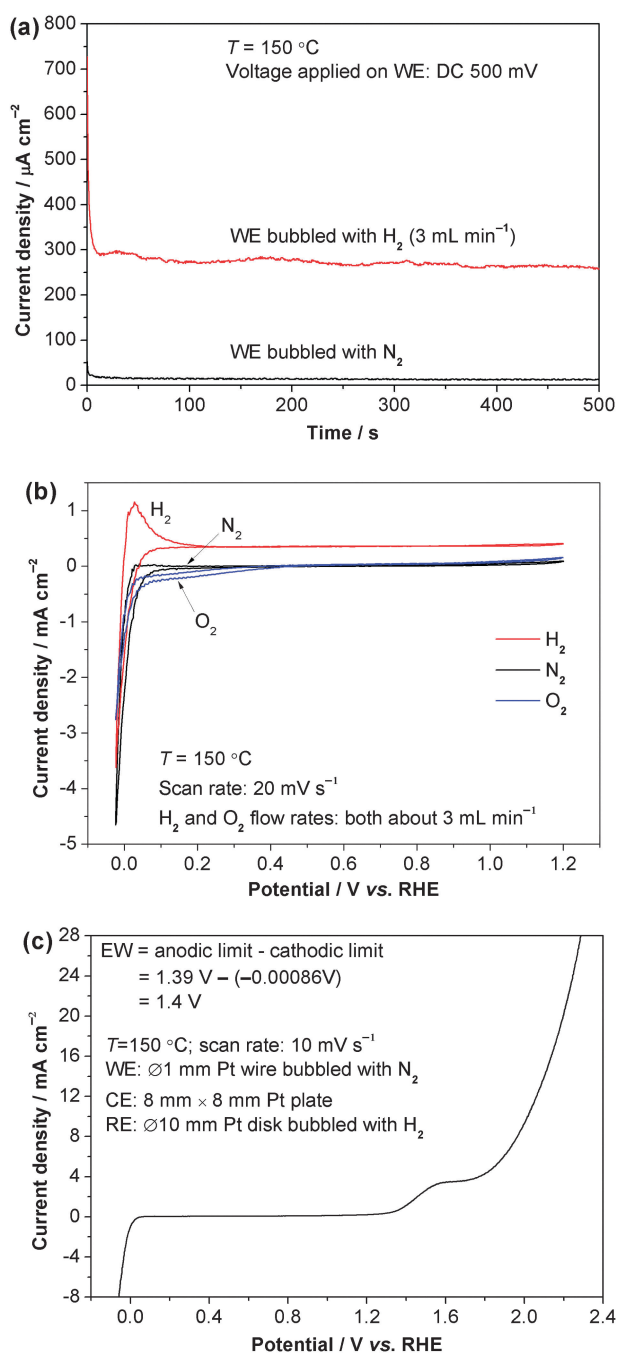 (a)
T = 150 °C
Voltage applied on WE: DC 500 mV
WE bubbled with H₂ (3 mL min⁻¹)
WE bubbled with N₂
Current density / μA cm⁻²
800
700
600
500
400
300
200
100
0
0 100 200 300 400 500
Time / s
(b)
H₂
N₂
O₂
H₂
N₂
O₂
T = 150 °C
Scan rate: 20 mV s⁻¹
H₂ and O₂ flow rates: both about 3 mL min⁻¹
Current density / mA cm⁻²
1
0
-1
-2
-3
-4
-5
0.0 0.2 0.4 0.6 0.8 1.0 1.2
Potential / V vs. RHE
(c)
EW = anodic limit - cathodic limit
= 1.39 V – (–0.00086V)
= 1.4 V
T=150 °C; scan rate: 10 mV s⁻¹
WE: ∅1 mm Pt wire bubbled with N₂
CE: 8 mm × 8 mm Pt plate
RE: ∅10 mm Pt disk bubbled with H₂
Current density / mA cm⁻²
28
24
20
16
12
8
4
0
-4
-8
0.0 0.4 0.8 1.2 1.6 2.0 2.4
Potential / V vs. RHE